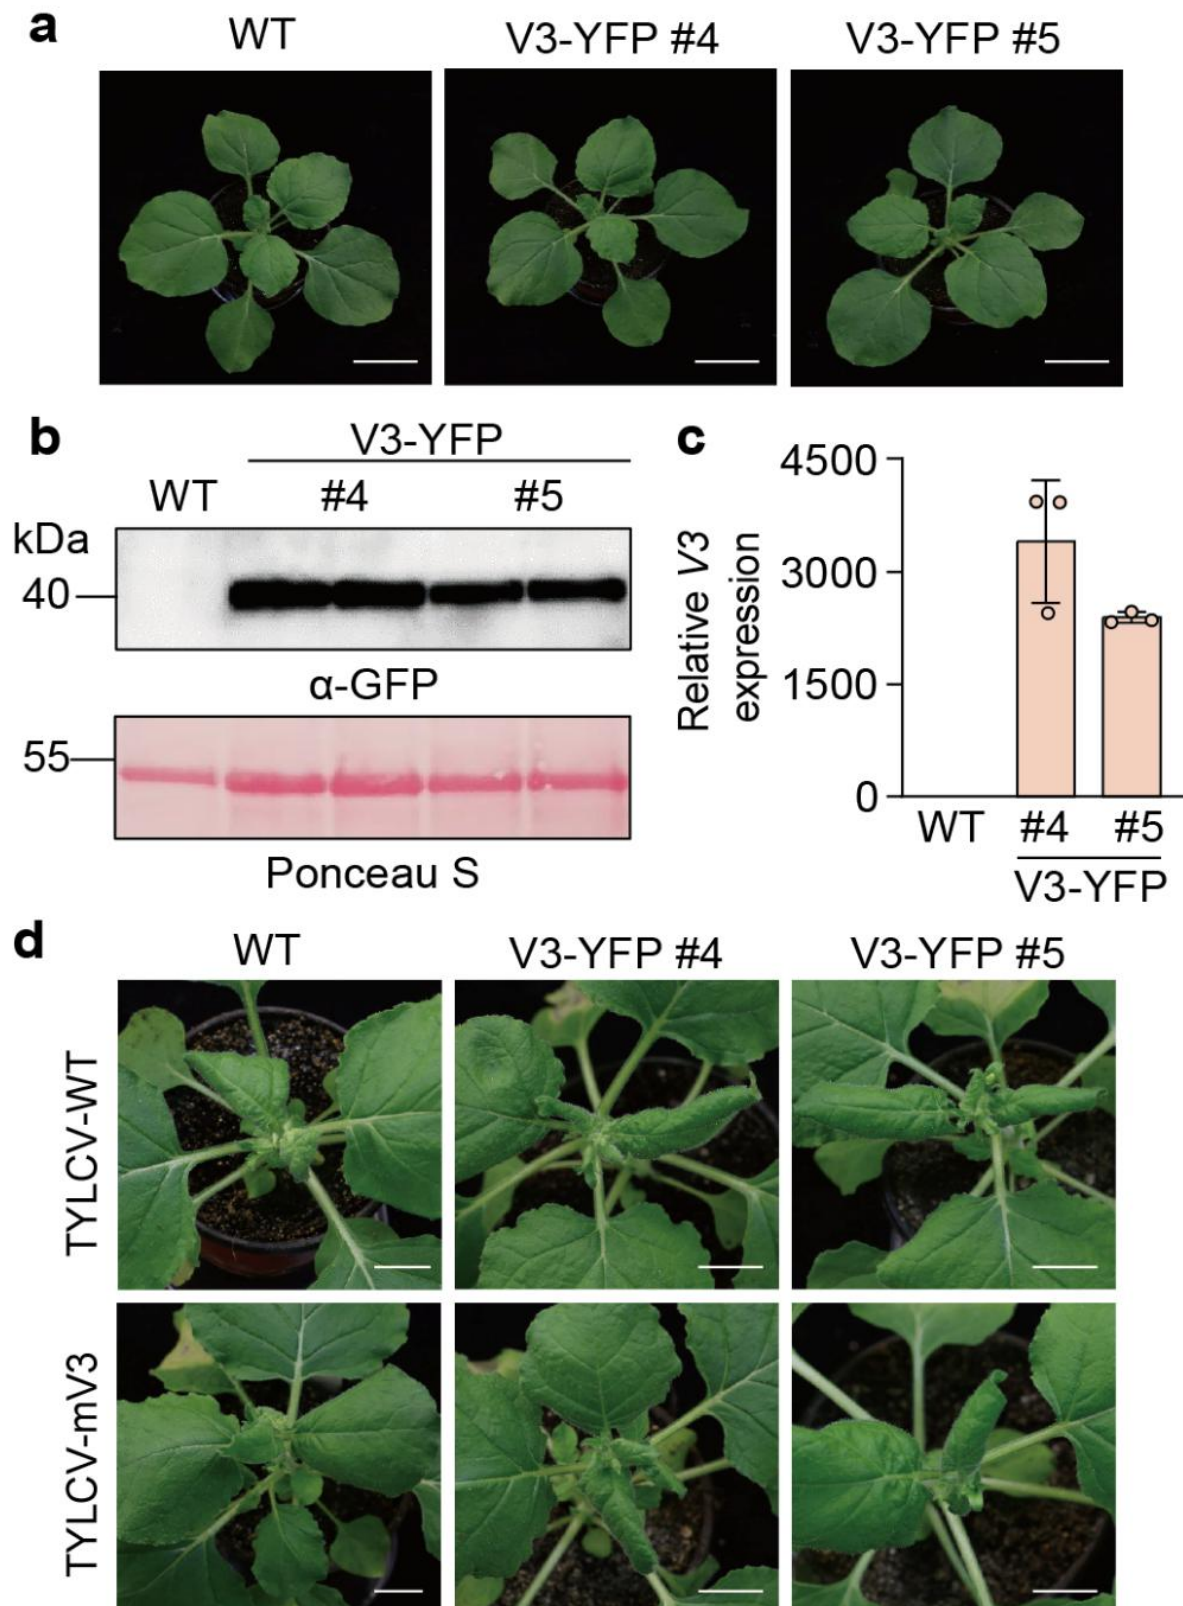 a
WT V3-YFP #4 V3-YFP #5
b
V3-YFP
WT #4 #5
kDa
40
α-GFP
55
Ponceau S
c
Relative V3
expression
4500
3000
1500
0
WT #4 #5
V3-YFP
d
WT V3-YFP #4 V3-YFP #5
TYLCV-WT
TYLCV-mV3